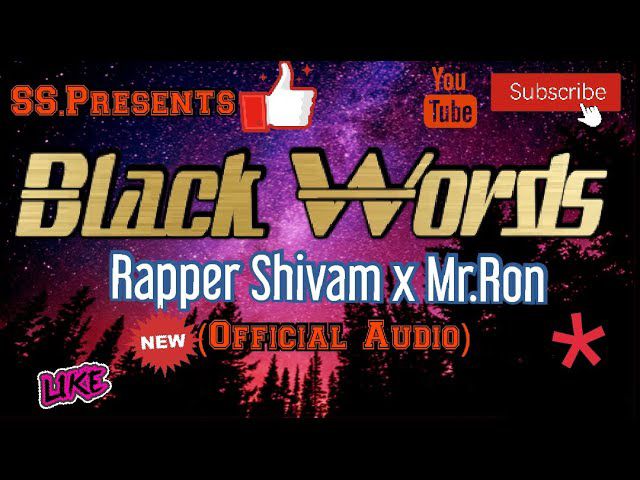 SS.Presents
You
Tube
Subscribe
Black Words
Rapper Shivam x Mr.Ron
NEW
(Official Audio)
LIKE